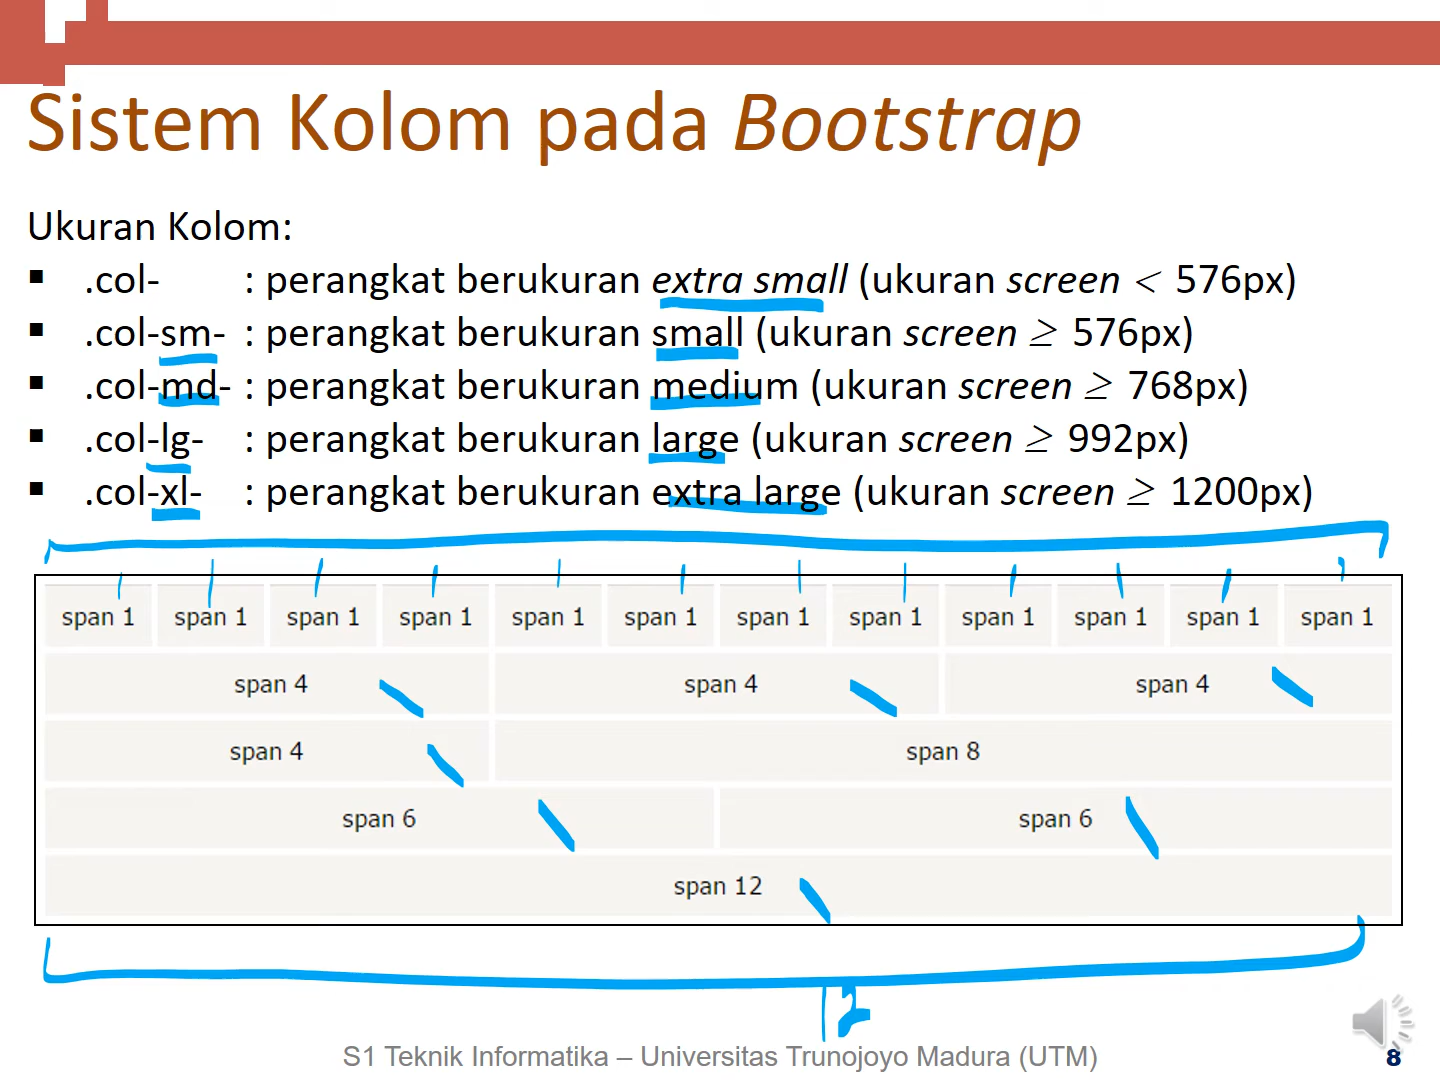 Sistem Kolom pada Bootstrap
Ukuran Kolom:
▪ .col- : perangkat berukuran extra small (ukuran screen < 576px)
▪ .col-sm- : perangkat berukuran small (ukuran screen ≥ 576px)
▪ .col-md- : perangkat berukuran medium (ukuran screen ≥ 768px)
▪ .col-lg- : perangkat berukuran large (ukuran screen ≥ 992px)
▪ .col-xl- : perangkat berukuran extra large (ukuran screen ≥ 1200px)
span 1 span 1 span 1 span 1 span 1 span 1 span 1 span 1 span 1 span 1 span 1 span 1
span 4 span 4 span 4
span 4 span 8
span 6 span 6
span 12
12
S1 Teknik Informatika – Universitas Trunojoyo Madura (UTM)
8